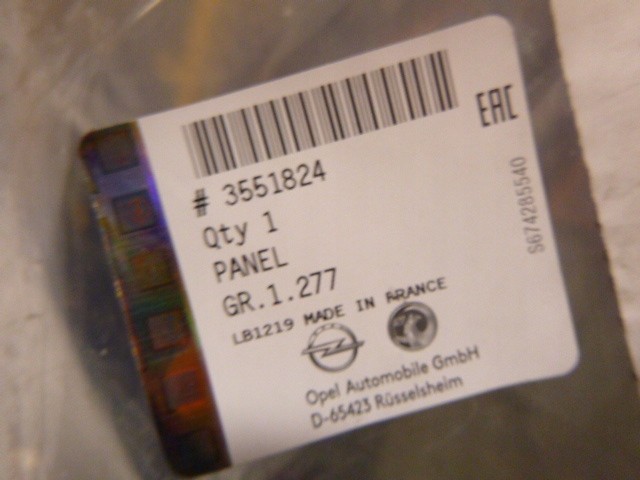 # 3551824
Qty 1
PANEL
GR.1.277
LB1219 MADE IN FRANCE
Opel Automobile GmbH
D-65423 Rüsselsheim
EAC
S674285540